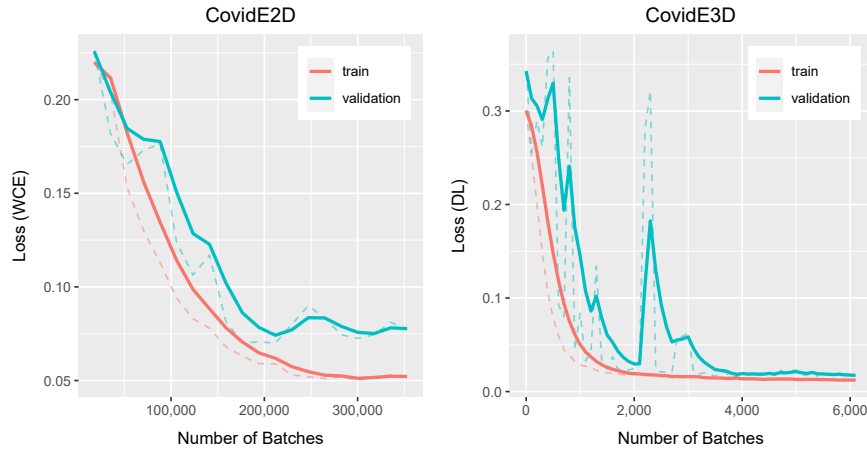 CovidE2D
Loss (WCE)
0.20
0.15
0.10
0.05
train
validation
100,000
200,000
300,000
Number of Batches
CovidE3D
Loss (DL)
0.3
0.2
0.1
0.0
train
validation
0
2,000
4,000
6,000
Number of Batches